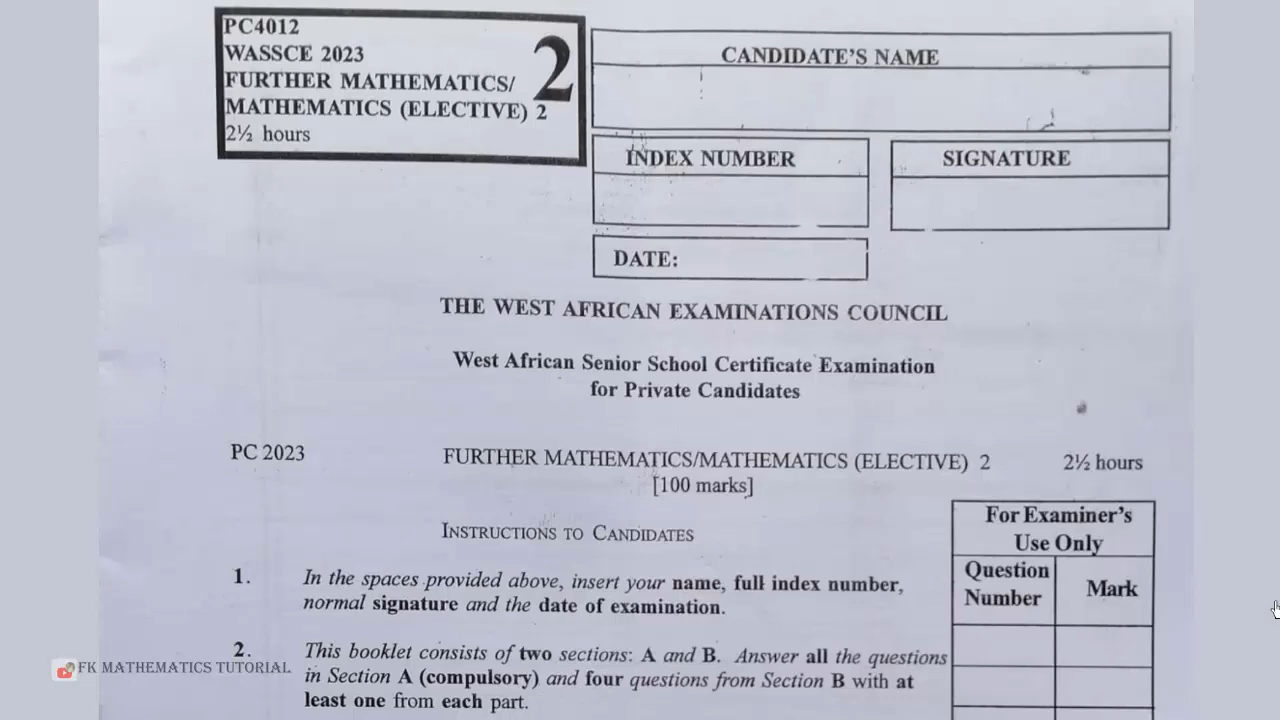 PC4012
WASSCE 2023
FURTHER MATHEMATICS/
MATHEMATICS (ELECTIVE) 2
2½ hours
2
CANDIDATE'S NAME
INDEX NUMBER
SIGNATURE
DATE:
THE WEST AFRICAN EXAMINATIONS COUNCIL
West African Senior School Certificate Examination
for Private Candidates
PC 2023
FURTHER MATHEMATICS/MATHEMATICS (ELECTIVE) 2
2½ hours
[100 marks]
INSTRUCTIONS TO CANDIDATES
1. In the spaces provided above, insert your name, full index number,
normal signature and the date of examination.
2. This booklet consists of two sections: A and B. Answer all the questions
in Section A (compulsory) and four questions from Section B with at
least one from each part.
For Examiner's
Use Only
Question
Number
Mark
FK MATHEMATICS TUTORIAL